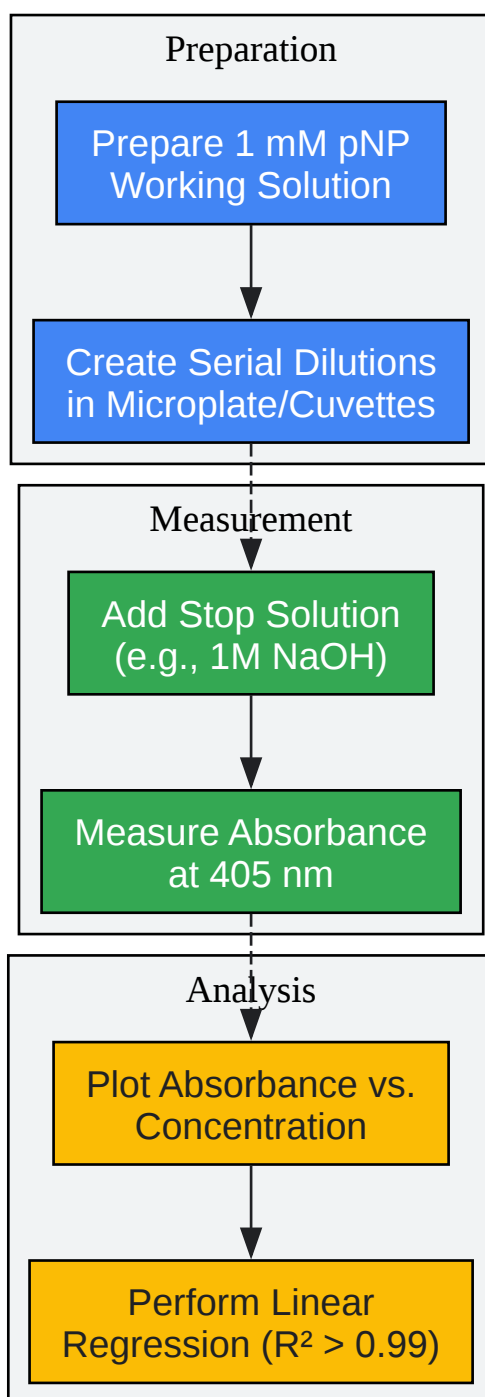 Preparation
Prepare 1 mM pNP
Working Solution
Create Serial Dilutions
in Microplate/Cuvettes
Measurement
Add Stop Solution
(e.g., 1M NaOH)
Measure Absorbance
at 405 nm
Analysis
Plot Absorbance vs.
Concentration
Perform Linear
Regression (R² > 0.99)